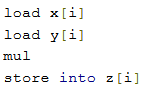 load x[i]
load y[i]
mul
store into z[i]